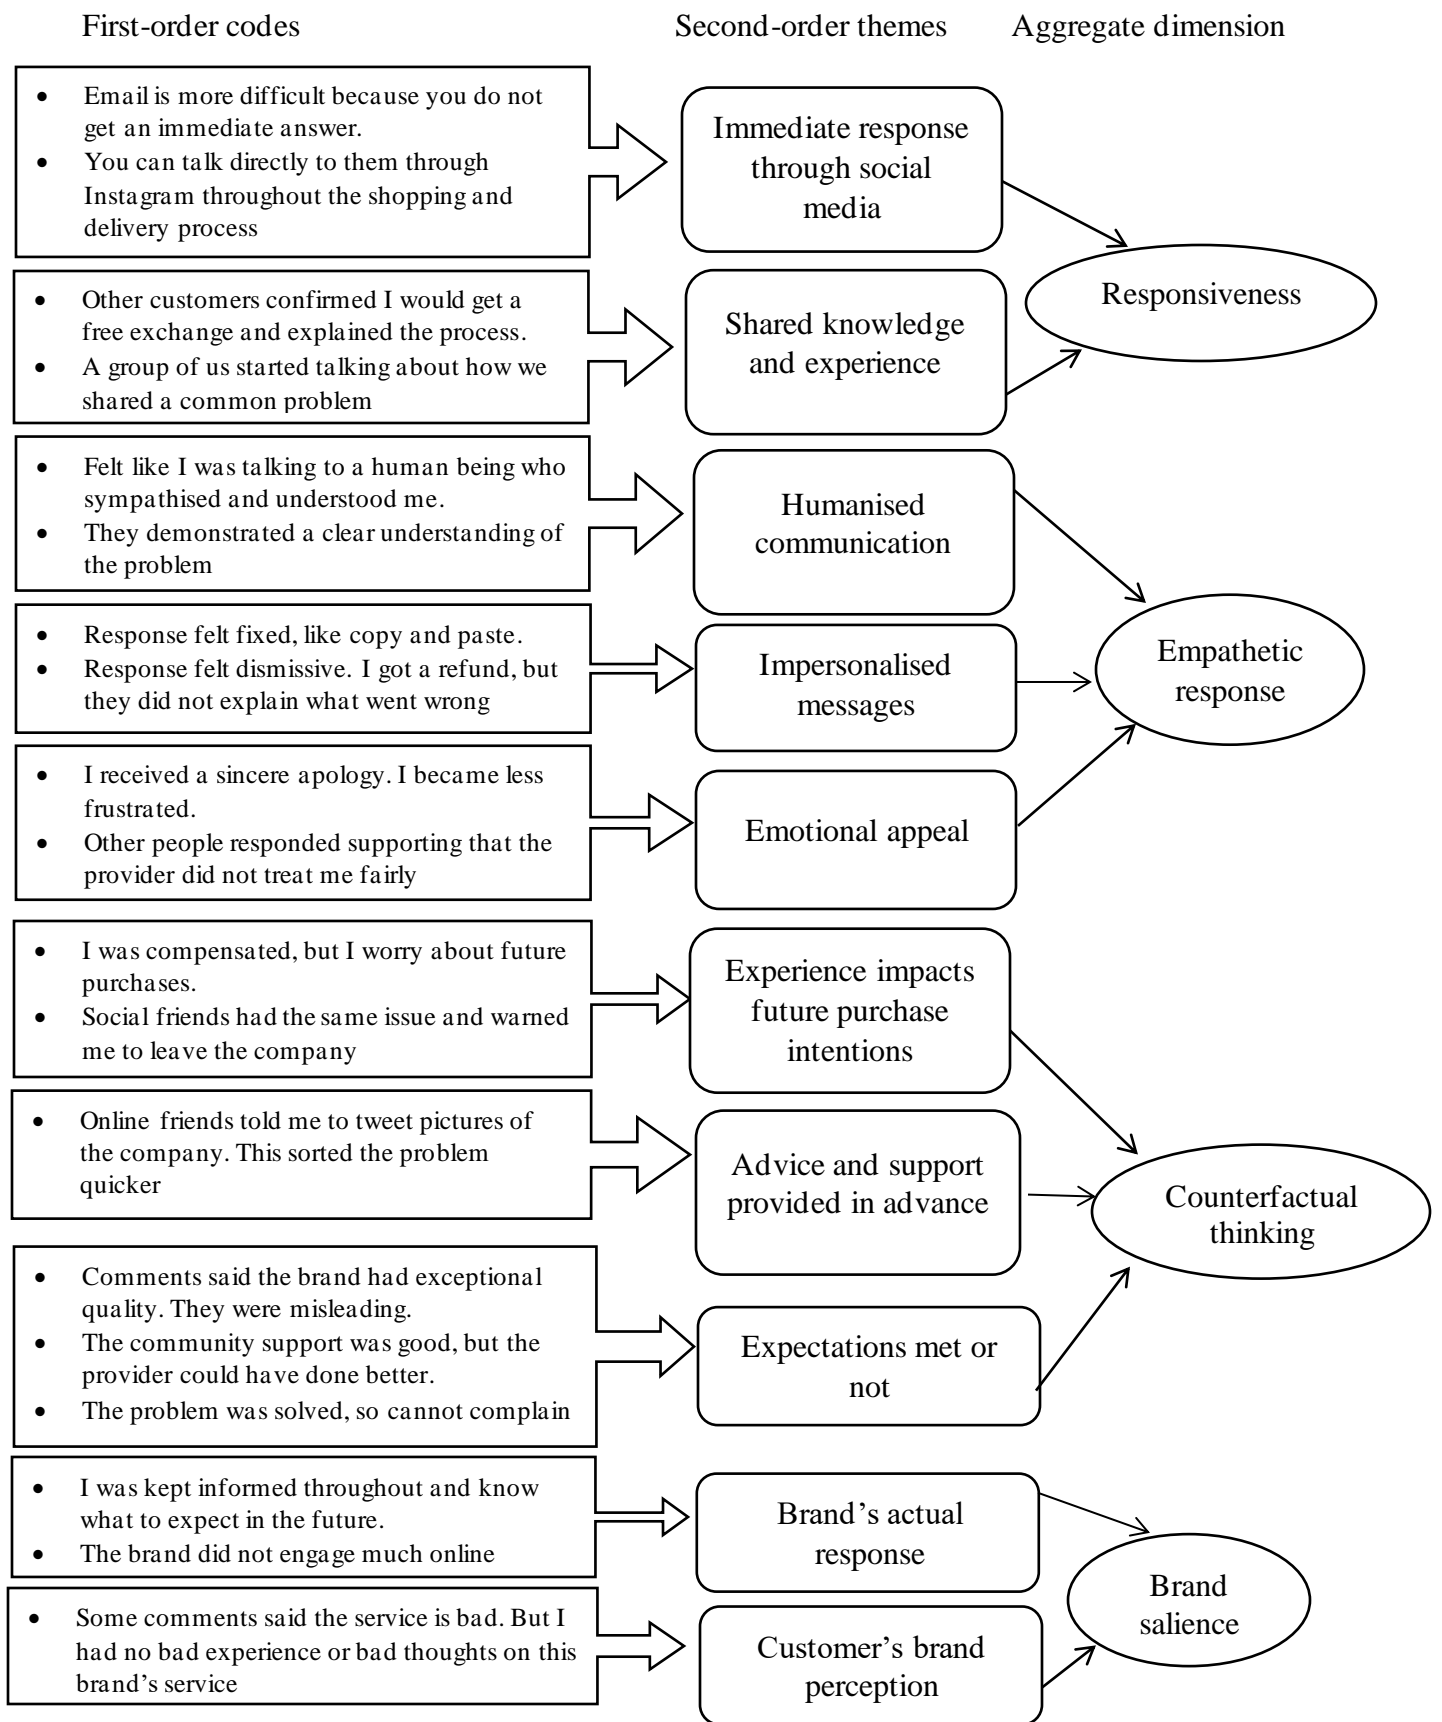 First-order codes
Second-order themes
Aggregate dimension
• Email is more difficult because you do not
get an immediate answer.
• You can talk directly to them through
Instagram throughout the shopping and
delivery process
Immediate response
through social
media
Responsiveness
• Other customers confirmed I would get a
free exchange and explained the process.
• A group of us started talking about how we
shared a common problem
Shared knowledge
and experience
• Felt like I was talking to a human being who
sympathised and understood me.
• They demonstrated a clear understanding of
the problem
Humanised
communication
• Response felt fixed, like copy and paste.
• Response felt dismissive. I got a refund, but
they did not explain what went wrong
Impersonalised
messages
Empathetic
response
• I received a sincere apology. I became less
frustrated.
• Other people responded supporting that the
provider did not treat me fairly
Emotional appeal
• I was compensated, but I worry about future
purchases.
• Social friends had the same issue and warned
me to leave the company
Experience impacts
future purchase
intentions
• Online friends told me to tweet pictures of
the company. This sorted the problem
quicker
Advice and support
provided in advance
Counterfactual
thinking
• Comments said the brand had exceptional
quality. They were misleading.
• The community support was good, but the
provider could have done better.
• The problem was solved, so cannot complain
Expectations met or
not
• I was kept informed throughout and know
what to expect in the future.
• The brand did not engage much online
Brand’s actual
response
Brand
salience
• Some comments said the service is bad. But I
had no bad experience or bad thoughts on this
brand’s service
Customer’s brand
perception